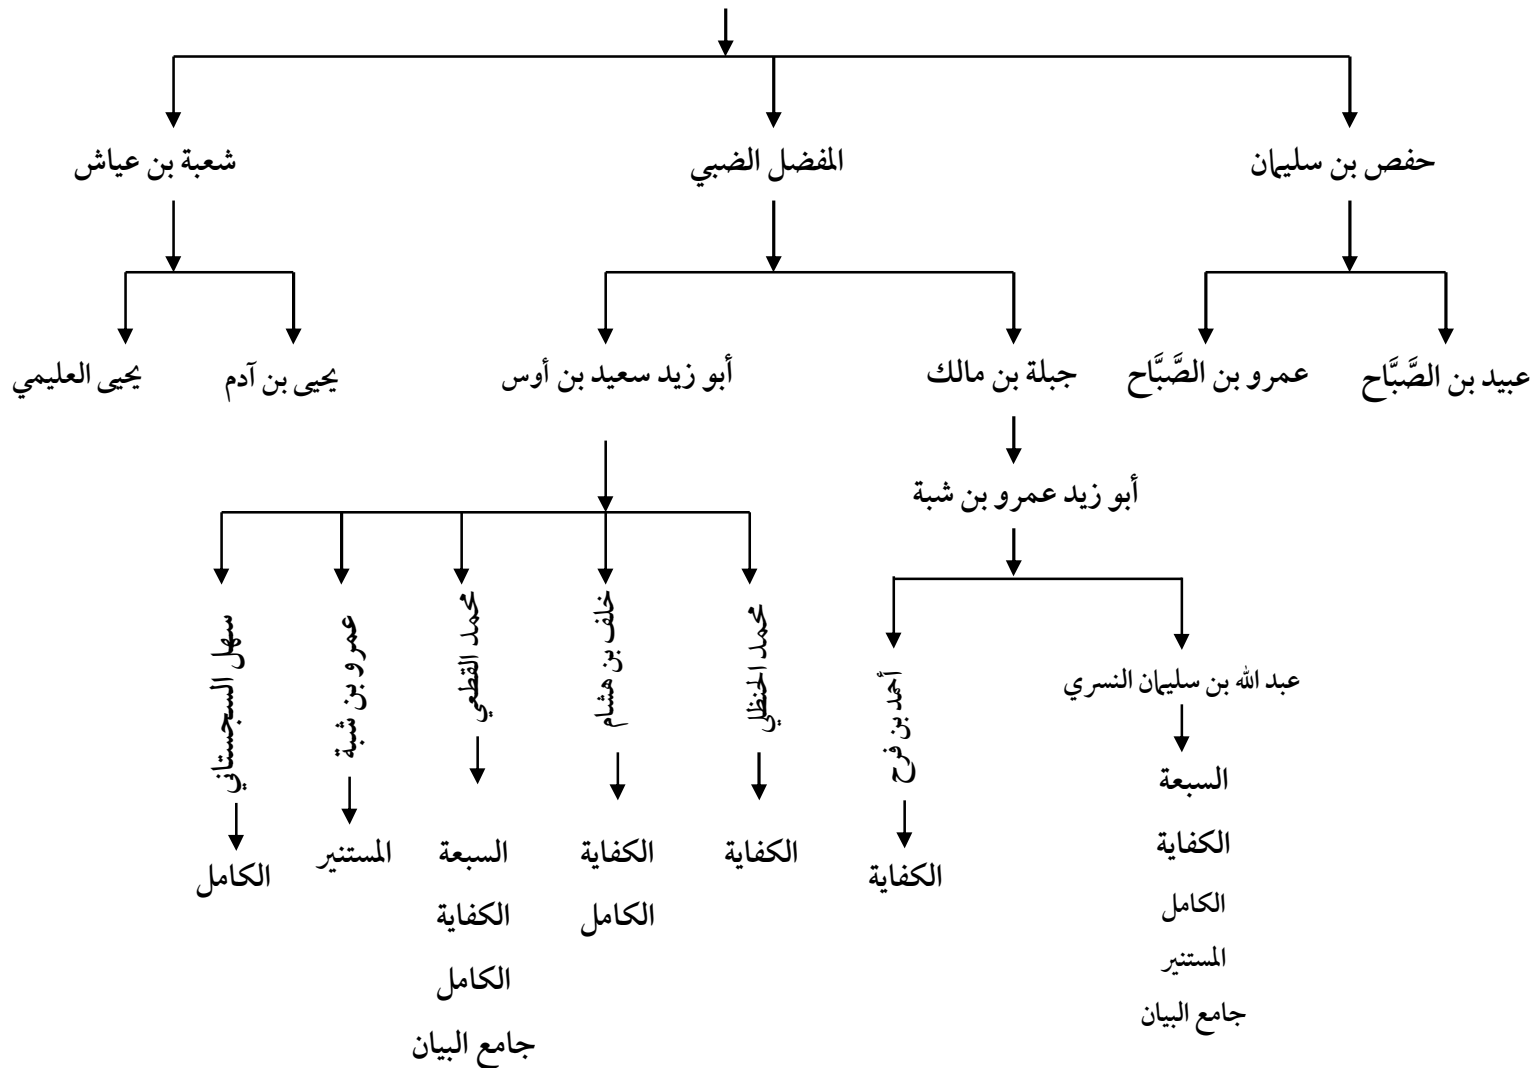 حفص بن سليمان
المفضل الضبي
شعبة بن عياش
عبيد بن الصَّبَّاح
عمرو بن الصَّبَّاح
جبلة بن مالك
أبو زيد سعيد بن أوس
يحيى بن آدم
يحيى العليمي
أبو زيد عمرو بن شبة
عبد الله بن سليمان النسري
أحمد بن فرح
محمد الحنظلي
خلف بن هشام
محمد القطعي
عمرو بن شبة
سهل السجستاني
السبعة
الكفاية
الكامل
المستنير
جامع البيان
الكفاية
الكفاية
الكفاية
الكامل
السبعة
الكفاية
الكامل
جامع البيان
المستنير
الكامل